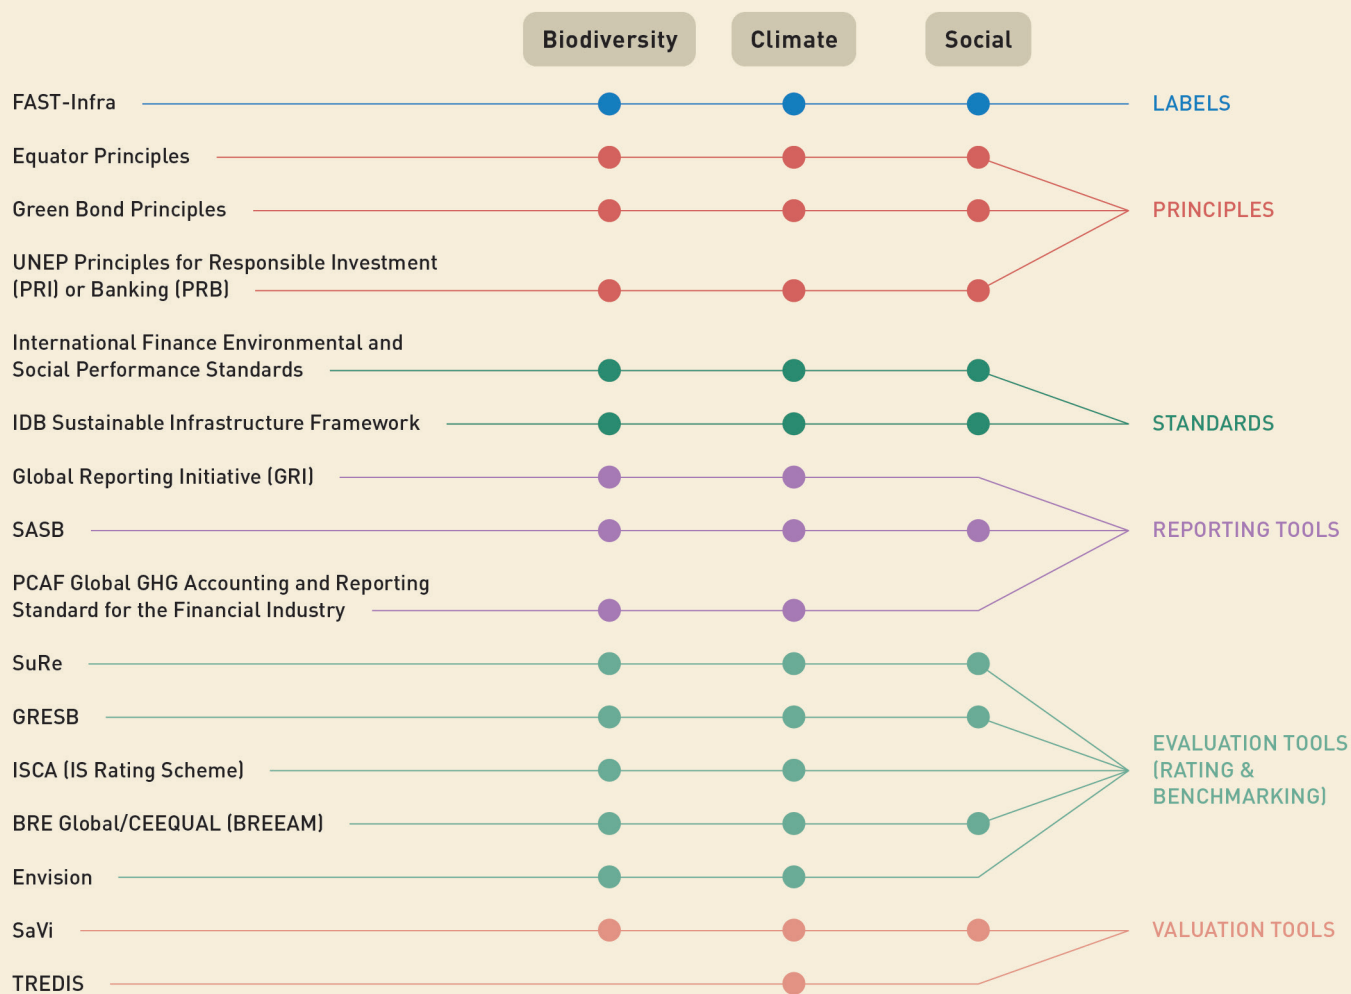 Biodiversity Climate Social
FAST-Infra LABELS
Equator Principles
Green Bond Principles PRINCIPLES
UNEP Principles for Responsible Investment
(PRI) or Banking (PRB)
International Finance Environmental and
Social Performance Standards
IDB Sustainable Infrastructure Framework STANDARDS
Global Reporting Initiative (GRI)
SASB REPORTING TOOLS
PCAF Global GHG Accounting and Reporting
Standard for the Financial Industry
SuRe
GRESB
ISCA (IS Rating Scheme)
EVALUATION TOOLS
(RATING &
BENCHMARKING)
BRE Global/CEEQUAL (BREEAM)
Envision
SaVi VALUATION TOOLS
TREDIS